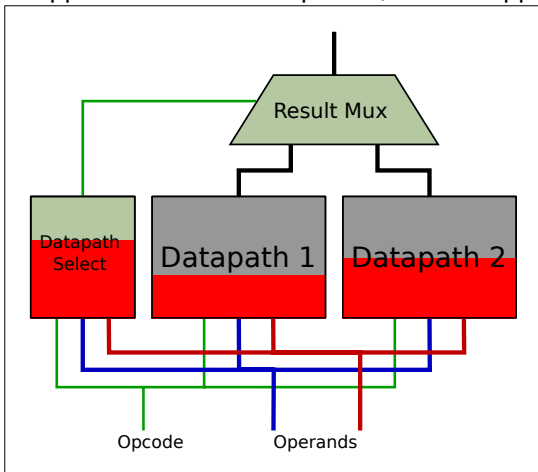 Result Mux
Datapath
Select
Datapath 1
Datapath 2
Opcode
Operands